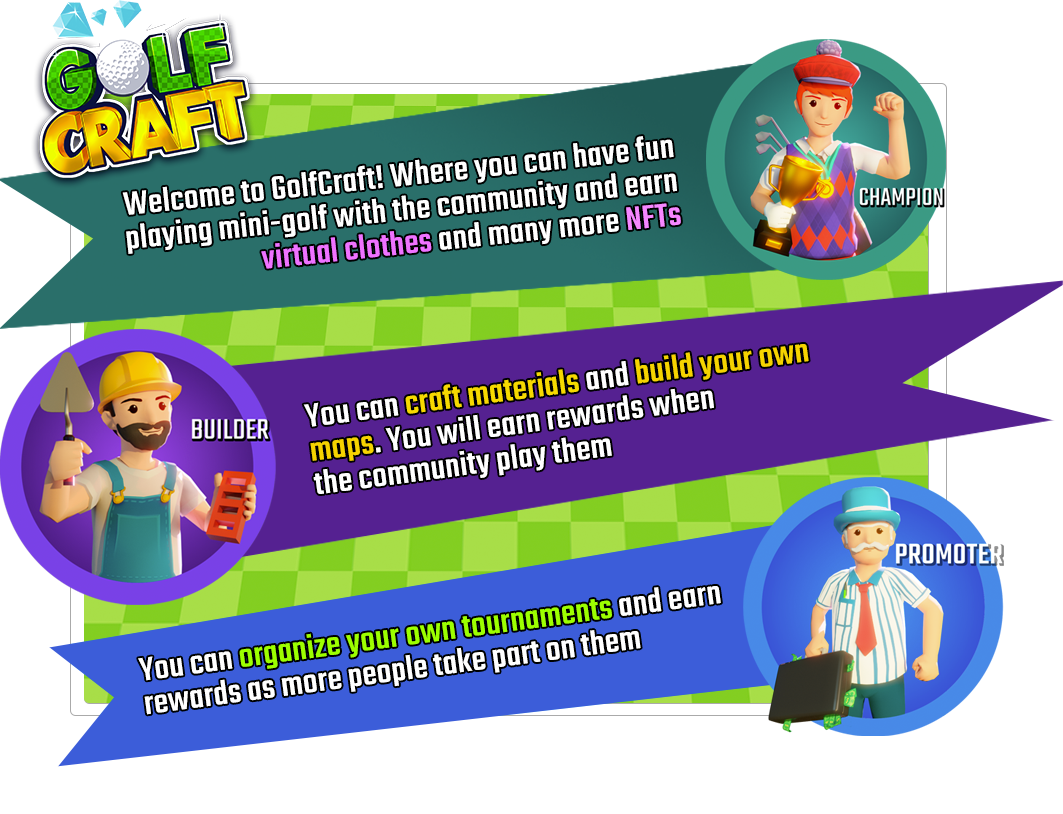 GOLF
CRAFT
Welcome to GolfCraft! Where you can have fun
playing mini-golf with the community and earn
virtual clothes and many more NFTs
CHAMPION
BUILDER
You can craft materials and build your own
maps. You will earn rewards when
the community play them
PROMOTER
You can organize your own tournaments and earn
rewards as more people take part on them